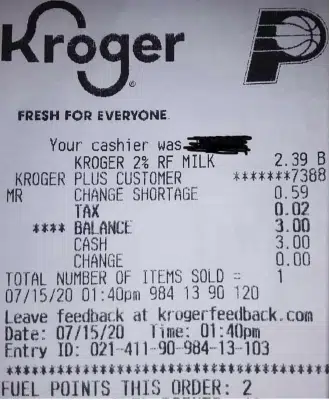 Kroger
P
FRESH FOR EVERYONE.
Your cashier was
KROGER 2% RF MILK 2.39 B
KROGER PLUS CUSTOMER *******7388
MR CHANGE SHORTAGE 0.59
TAX 0.02
**** BALANCE 3.00
CASH 3.00
CHANGE 0.00
TOTAL NUMBER OF ITEMS SOLD = 1
07/15/20 01:40pm 984 13 90 120
Leave feedback at krogerfeedback.com
Date: 07/15/20 Time: 01:40pm
Entry ID: 021-411-90-984-13-103
************************************
FUEL POINTS THIS ORDER: 2